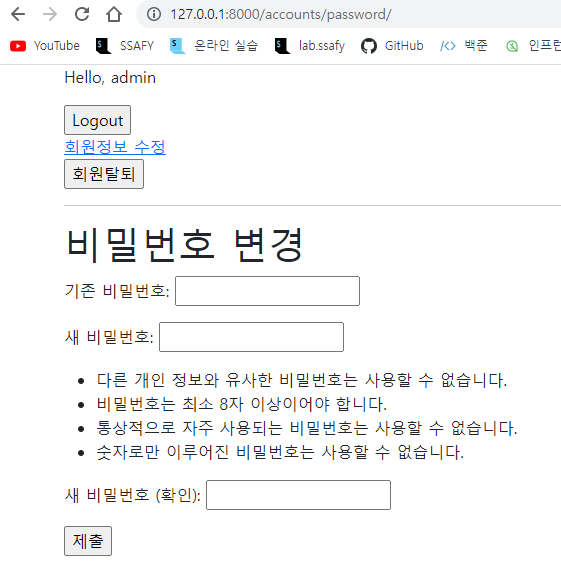 127.0.0.1:8000/accounts/password/
YouTube SSAFY 온라인 실습 lab.ssafy GitHub </> 백준 인프런
Hello, admin
Logout
회원정보 수정
회원탈퇴
비밀번호 변경
기존 비밀번호:
새 비밀번호:
다른 개인 정보와 유사한 비밀번호는 사용할 수 없습니다.
비밀번호는 최소 8자 이상이어야 합니다.
통상적으로 자주 사용되는 비밀번호는 사용할 수 없습니다.
숫자로만 이루어진 비밀번호는 사용할 수 없습니다.
새 비밀번호 (확인):
제출